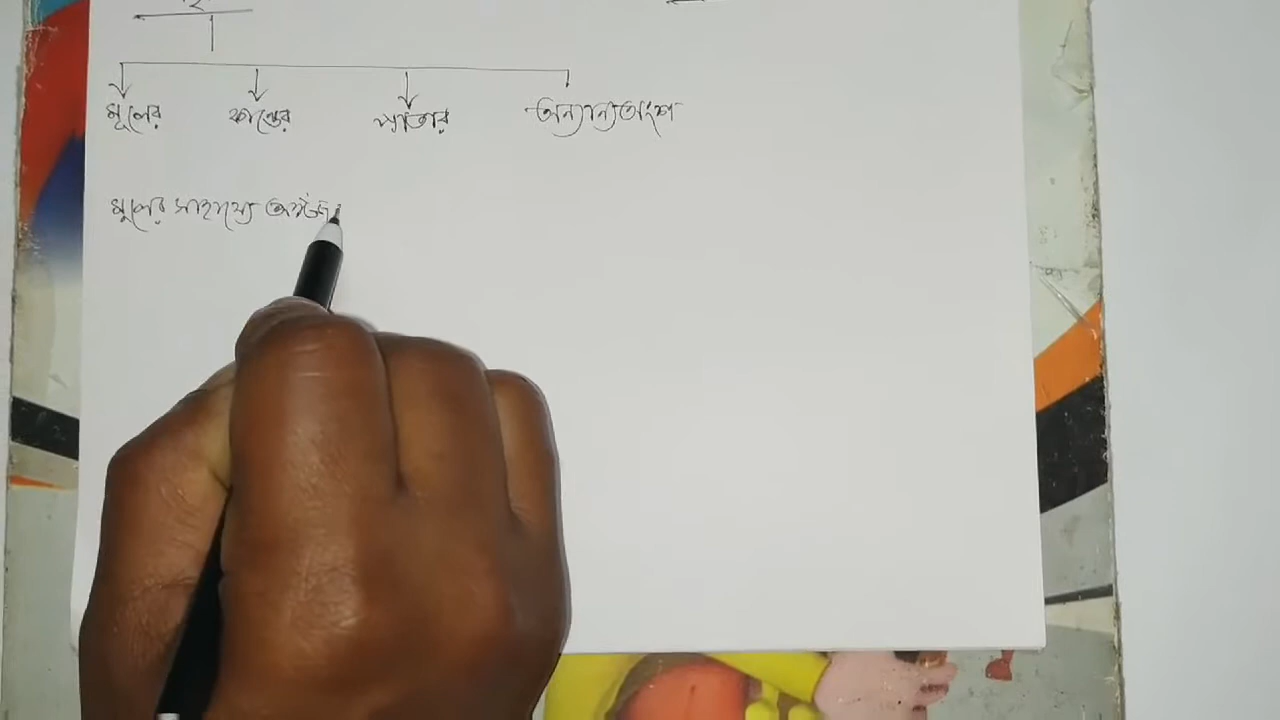 মূলের কান্ডের পাতার অন্যান্য অংশ
মূলের সাহায্যে অঙ্গজ